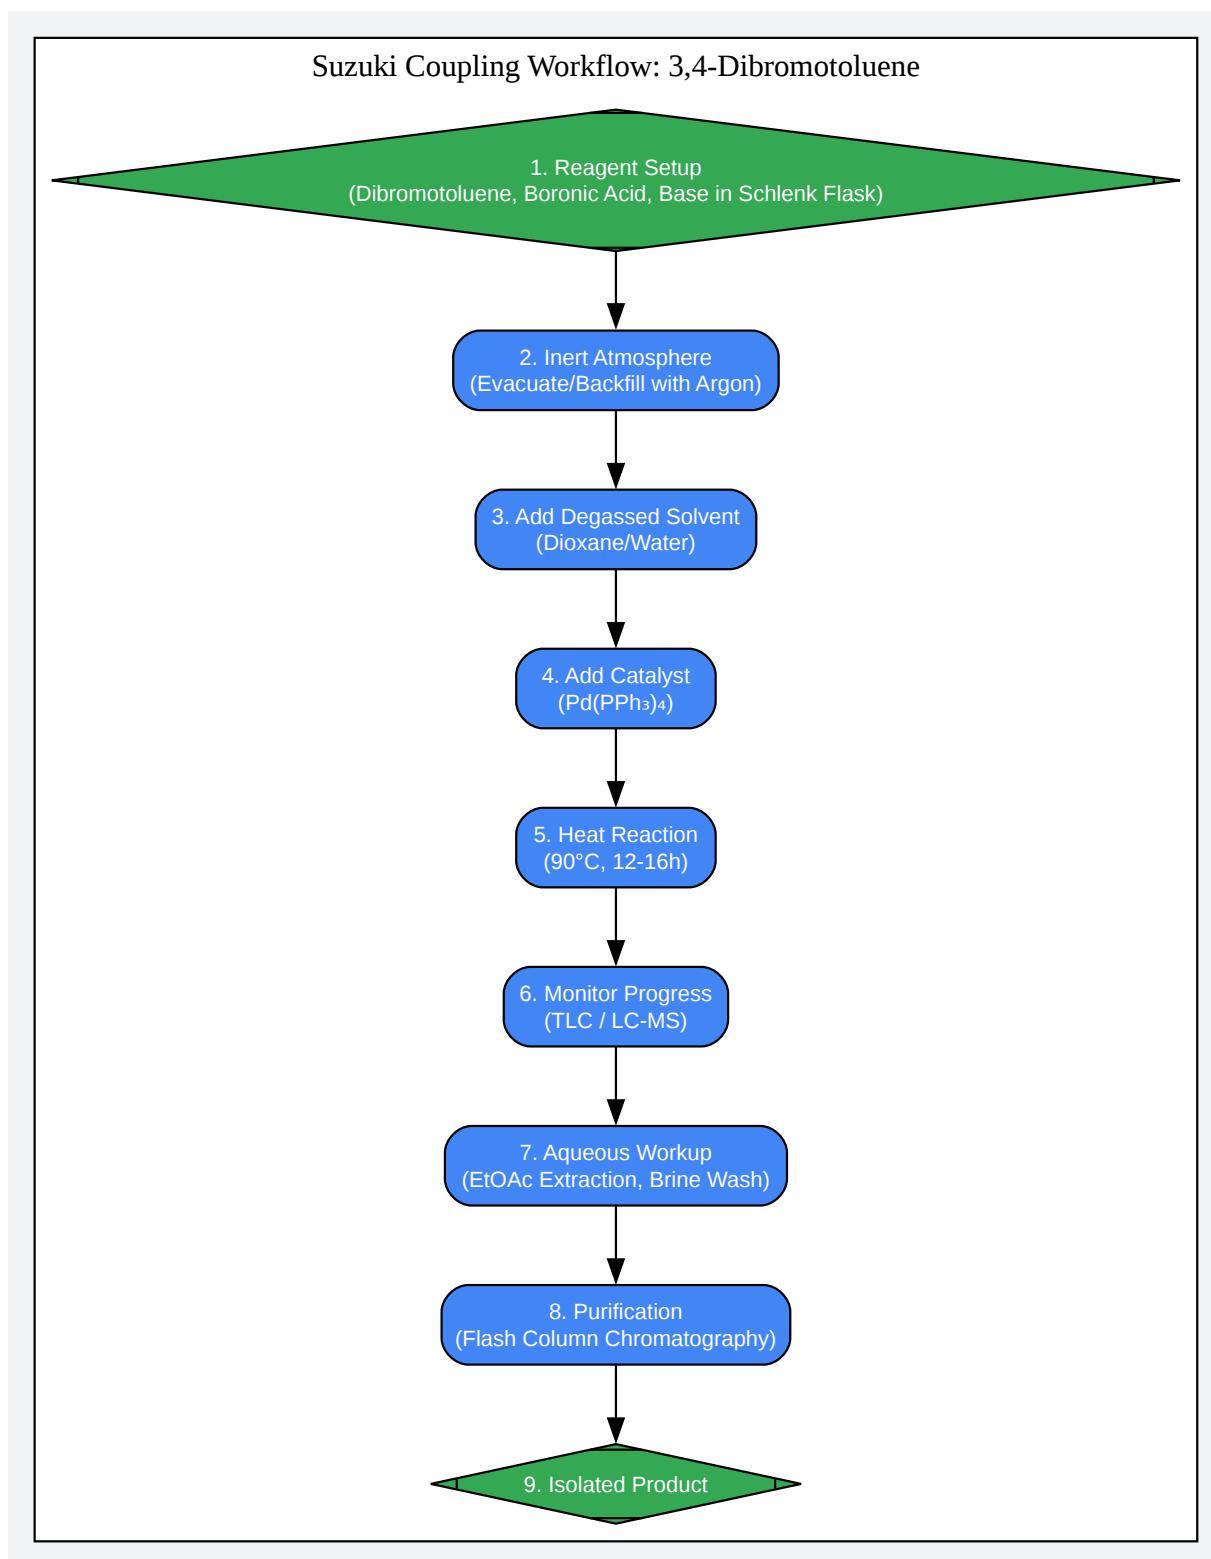 Suzuki Coupling Workflow: 3,4-Dibromotoluene
1. Reagent Setup
(Dibromotoluene, Boronic Acid, Base in Schlenk Flask)
2. Inert Atmosphere
(Evacuate/Backfill with Argon)
3. Add Degassed Solvent
(Dioxane/Water)
4. Add Catalyst
(Pd(PPh₃)₄)
5. Heat Reaction
(90°C, 12-16h)
6. Monitor Progress
(TLC / LC-MS)
7. Aqueous Workup
(EtOAc Extraction, Brine Wash)
8. Purification
(Flash Column Chromatography)
9. Isolated Product